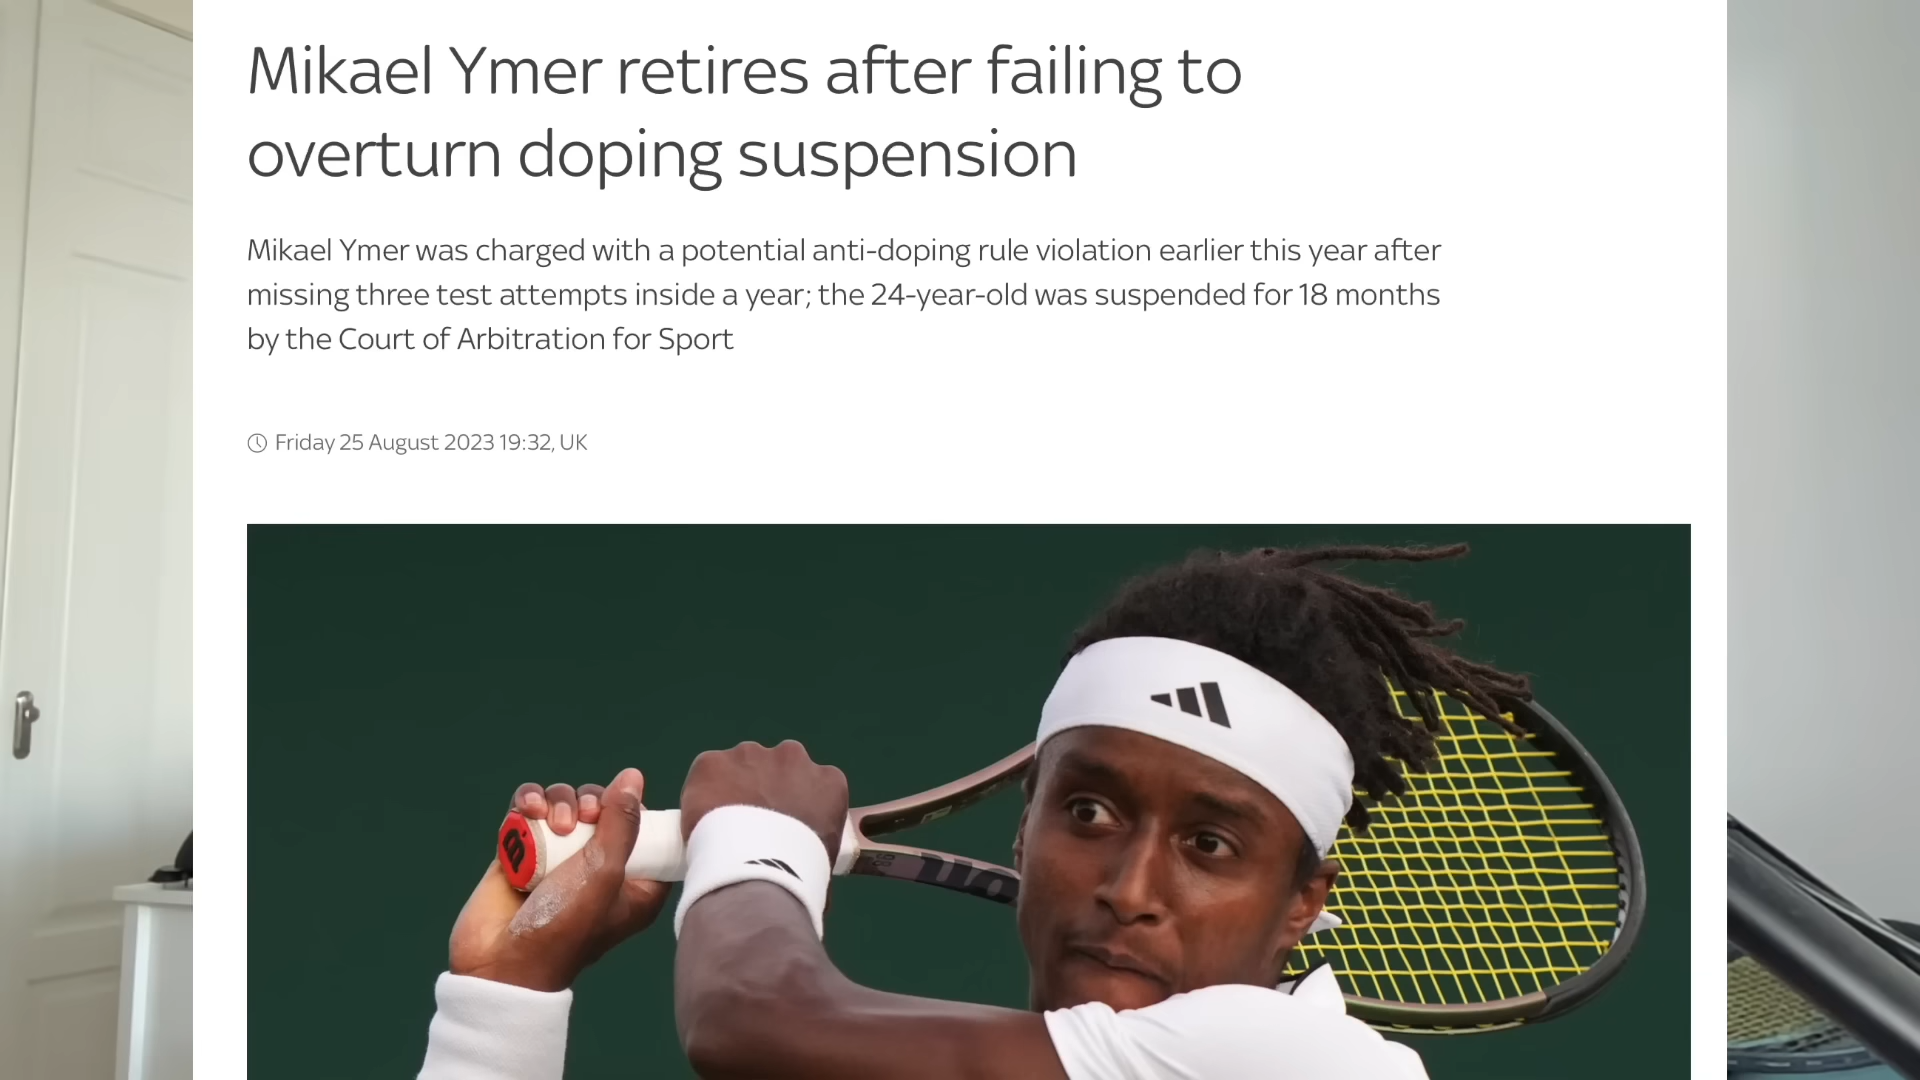 Mikael Ymer retires after failing to
overturn doping suspension
Mikael Ymer was charged with a potential anti-doping rule violation earlier this year after
missing three test attempts inside a year; the 24-year-old was suspended for 18 months
by the Court of Arbitration for Sport
Friday 25 August 2023 19:32, UK